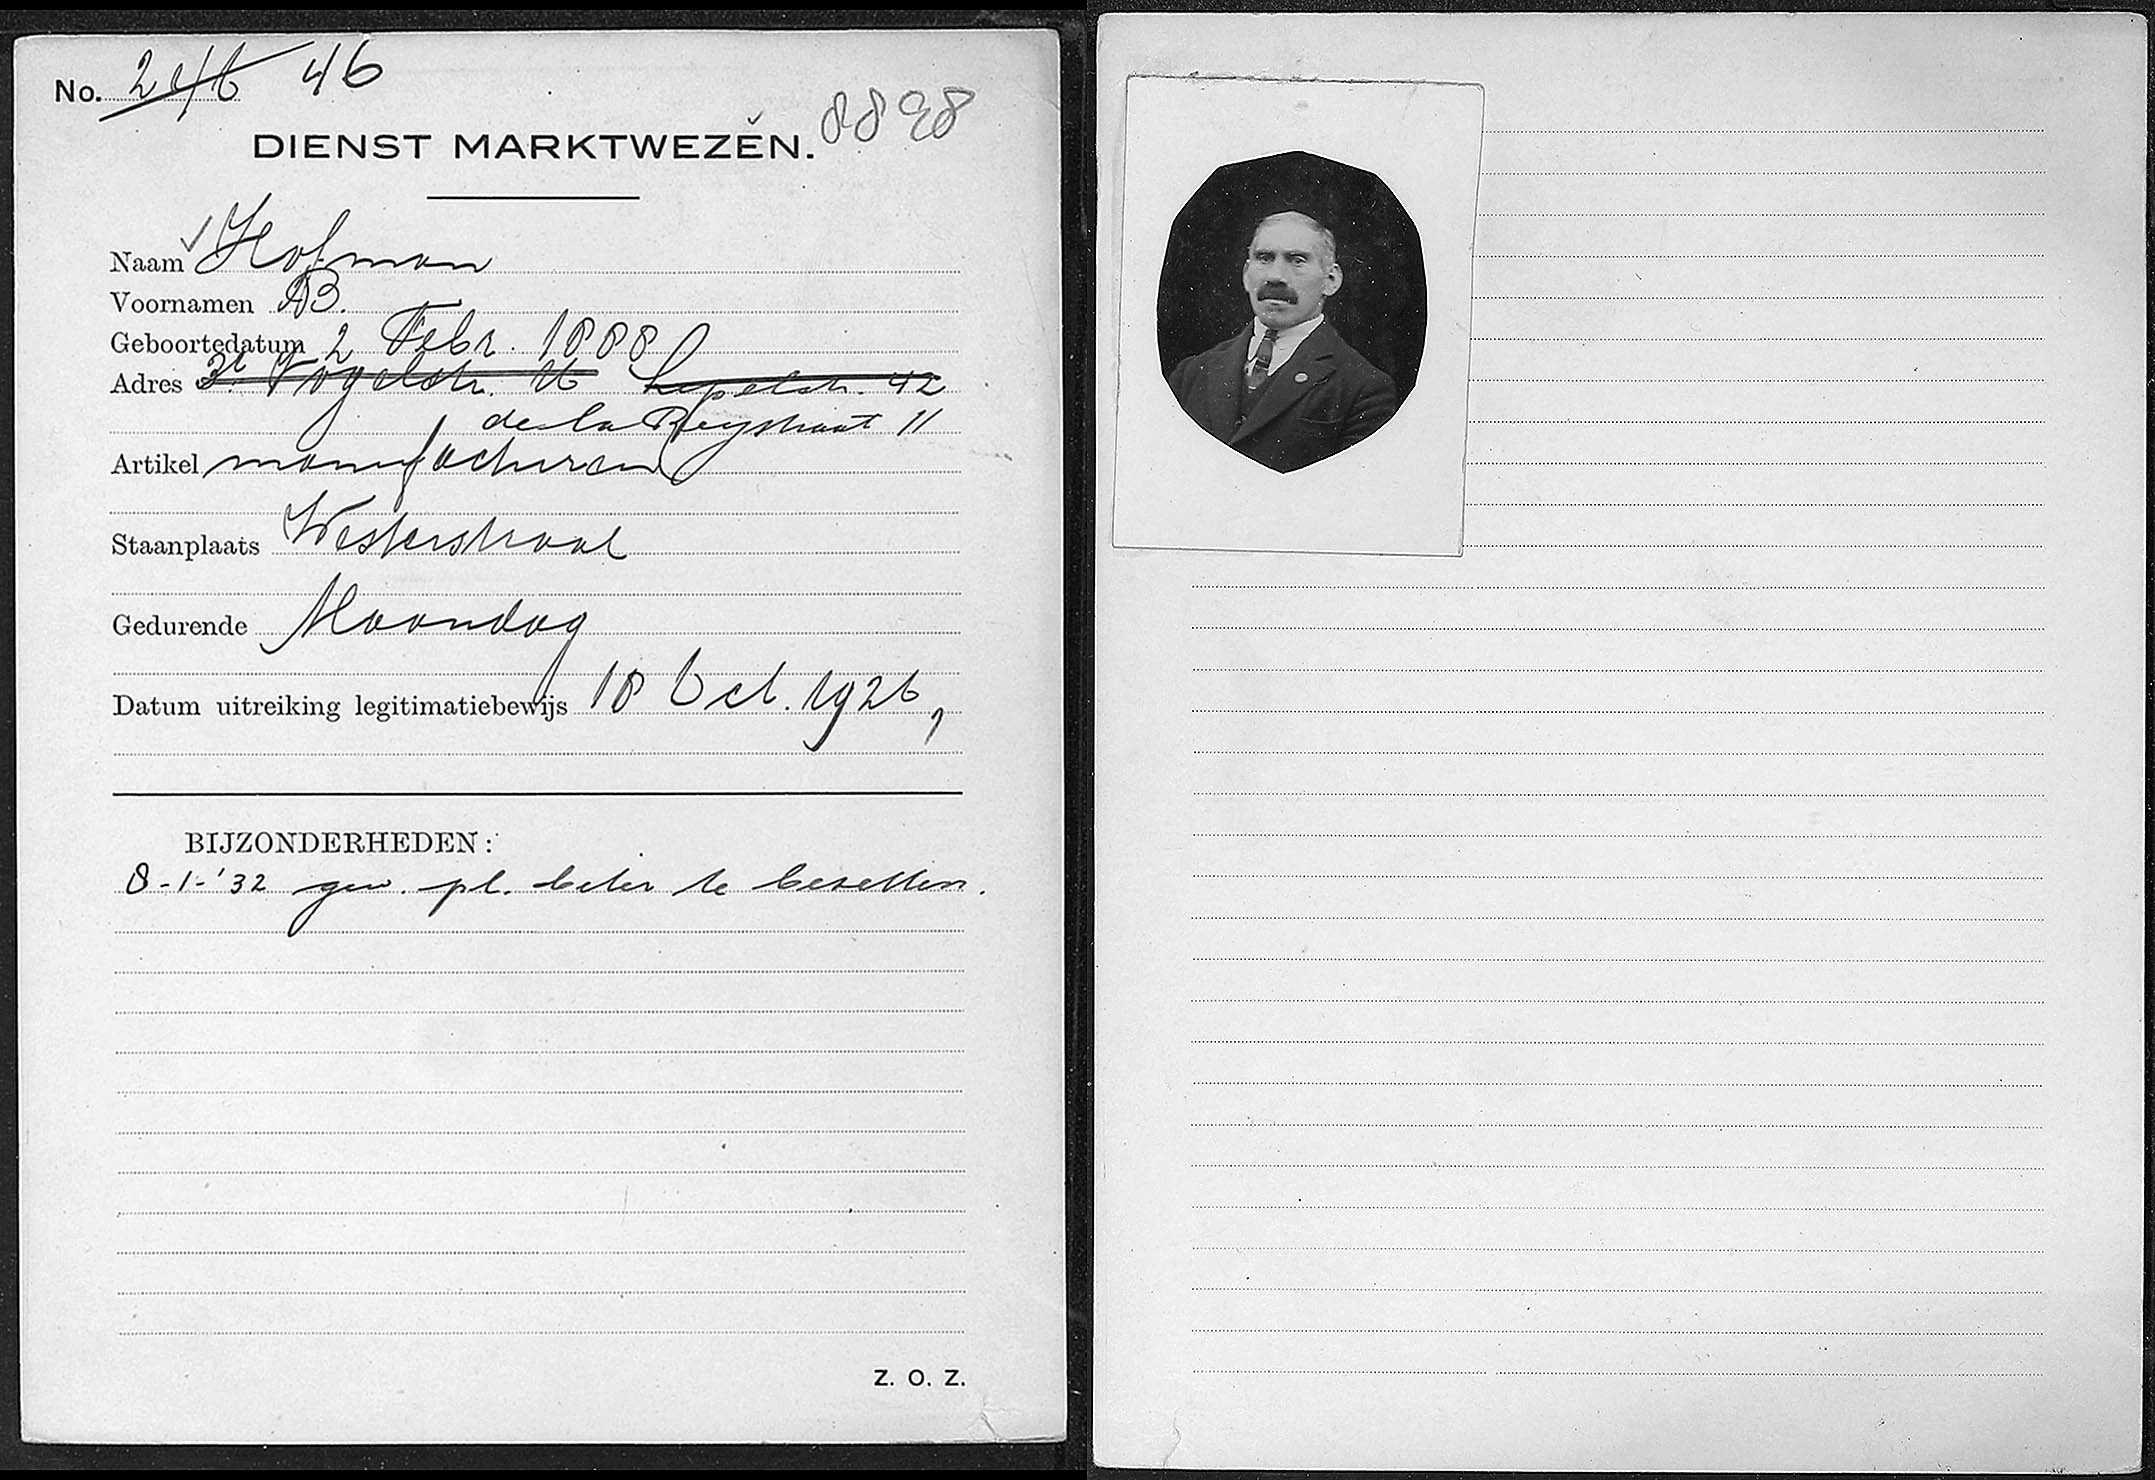 No. 246 46
8898
DIENST MARKTWEZEN.
Naam Hofman
Voornamen B.
Geboortedatum 2 Febr. 1888
Adres Vogelstr. 16 Lepelstr. 42
de la Reystraat 11
Artikel manufacturen
Staanplaats Westerstraat
Gedurende Maandag
Datum uitreiking legitimatiebewijs 18 Oct. 1926,
BIJZONDERHEDEN:
8-1-'32 gew. pl. beter te bezetten.
Z. O. Z.